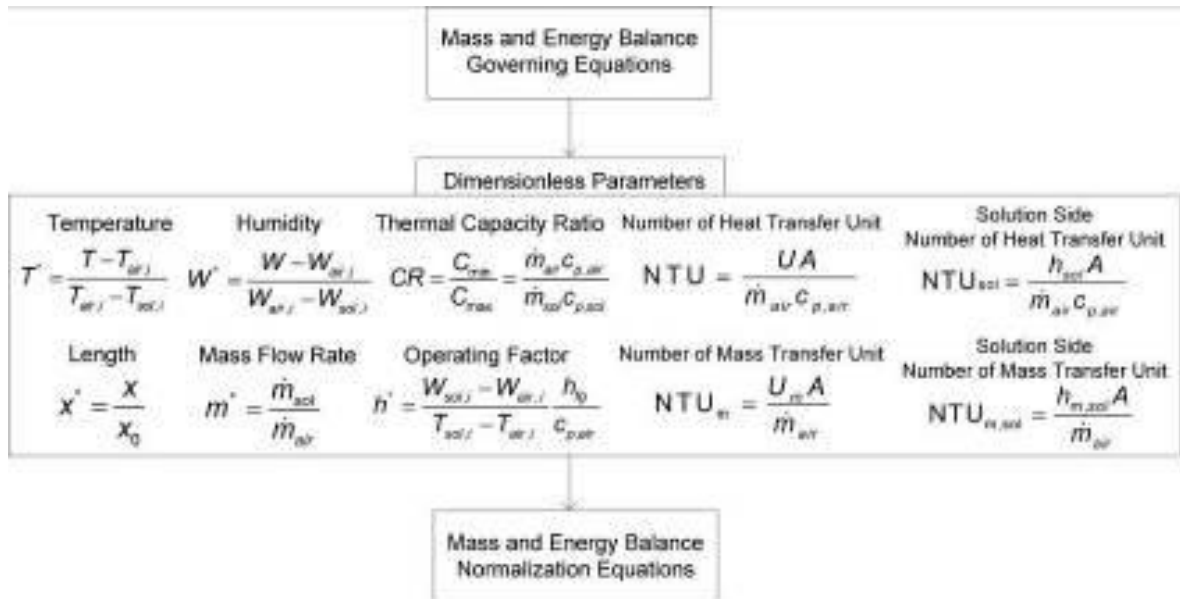 Mass and Energy Balance
Governing Equations
Dimensionless Parameters
Temperature Humidity Thermal Capacity Ratio Number of Heat Transfer Unit Solution Side Number of Heat Transfer Unit
T* = (T − T_air,i) / (T_air,i − T_sol,i) W* = (W − W_air,i) / (W_air,i − W_sol,i) CR = C_min / C_max = ṁ_air c_p,air / ṁ_sol c_p,sol NTU = UA / ṁ_air c_p,air NTU_sol = h_sol A / ṁ_air c_p,air
Length Mass Flow Rate Operating Factor Number of Mass Transfer Unit Solution Side Number of Mass Transfer Unit
x* = x / x_0 m* = ṁ_sol / ṁ_air h* = (W_sol,i − W_air,i) / (T_sol,i − T_air,i) h_fg / c_p,air NTU_m = U_m A / ṁ_air NTU_m,sol = h_m,sol A / ṁ_air
Mass and Energy Balance
Normalization Equations